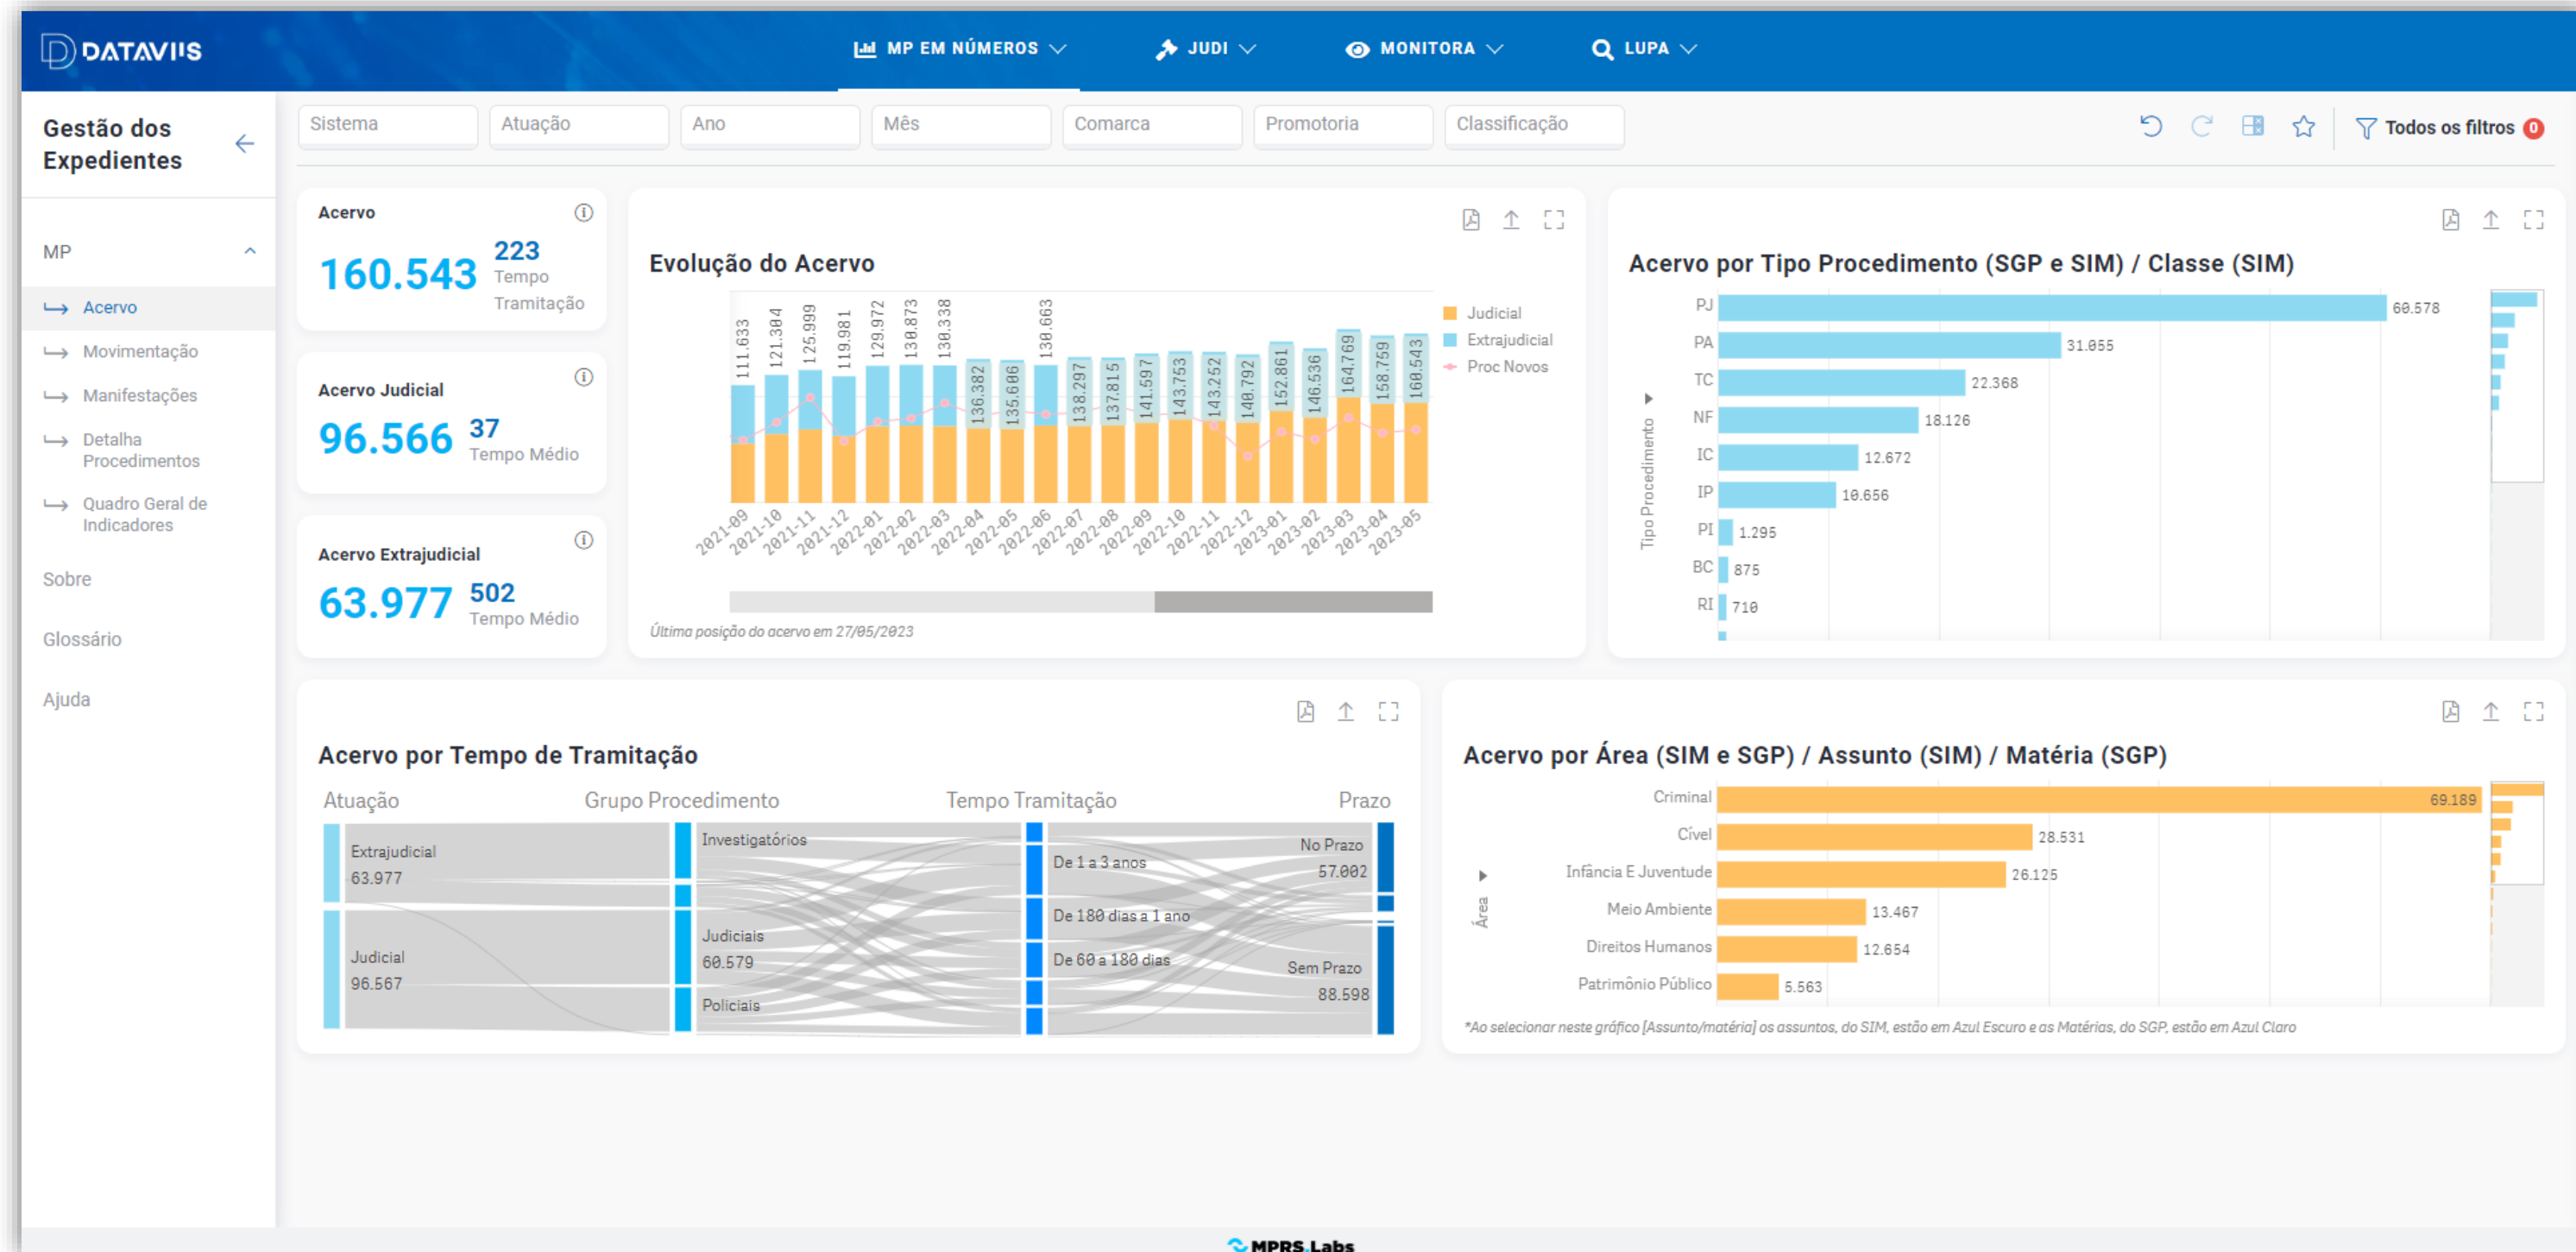 DATAVIIS
MP EM NÚMEROS
JUDI
MONITORA
LUPA
Gestão dos
Expedientes
Sistema
Atuação
Ano
Mês
Comarca
Promotoria
Classificação
Todos os filtros 0
MP
Acervo
Movimentação
Manifestações
Detalha
Procedimentos
Quadro Geral de
Indicadores
Sobre
Glossário
Ajuda
Acervo
160.543
223
Tempo
Tramitação
Acervo Judicial
96.566
37
Tempo Médio
Acervo Extrajudicial
63.977
502
Tempo Médio
Evolução do Acervo
111.633
121.304
125.999
119.981
129.972
130.873
130.338
136.382
135.606
130.663
138.297
137.815
141.597
143.753
143.252
140.792
152.861
146.536
164.769
158.759
160.543
Judicial
Extrajudicial
Proc Novos
2021-09
2021-10
2021-11
2021-12
2022-01
2022-02
2022-03
2022-04
2022-05
2022-06
2022-07
2022-08
2022-09
2022-10
2022-11
2022-12
2023-01
2023-02
2023-03
2023-04
2023-05
Última posição do acervo em 27/05/2023
Acervo por Tipo Procedimento (SGP e SIM) / Classe (SIM)
Tipo Procedimento
PJ 60.578
PA 31.055
TC 22.368
NF 18.126
IC 12.672
IP 10.656
PI 1.295
BC 875
RI 710
Acervo por Tempo de Tramitação
Atuação
Grupo Procedimento
Tempo Tramitação
Prazo
Extrajudicial
63.977
Judicial
96.567
Investigatórios
Judiciais
60.579
Policiais
De 1 a 3 anos
De 180 dias a 1 ano
De 60 a 180 dias
No Prazo
57.002
Sem Prazo
88.598
Acervo por Área (SIM e SGP) / Assunto (SIM) / Matéria (SGP)
Área
Criminal 69.189
Cível 28.531
Infância E Juventude 26.125
Meio Ambiente 13.467
Direitos Humanos 12.654
Patrimônio Público 5.563
*Ao selecionar neste gráfico [Assunto/matéria] os assuntos, do SIM, estão em Azul Escuro e as Matérias, do SGP, estão em Azul Claro
MPRS.Labs